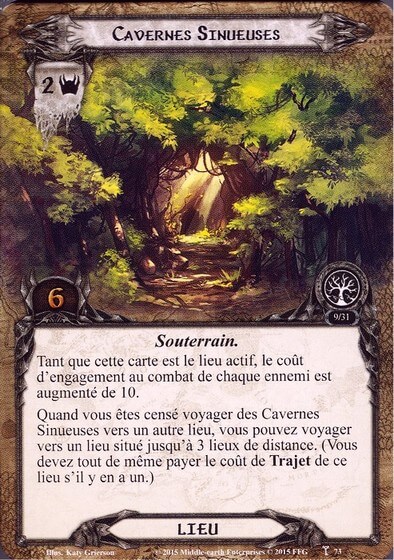 Cavernes Sinueuses
2
6
9/31
Souterrain.
Tant que cette carte est le lieu actif, le coût
d'engagement au combat de chaque ennemi est
augmenté de 10.
Quand vous êtes censé voyager des Cavernes
Sinueuses vers un autre lieu, vous pouvez voyager
vers un lieu situé jusqu'à 3 lieux de distance. (Vous
devez tout de même payer le coût de Trajet de ce
lieu s'il y en a un.)
LIEU
Illus. Katy Grierson 2015 Middle-earth Enterprises © 2015 FFG 73